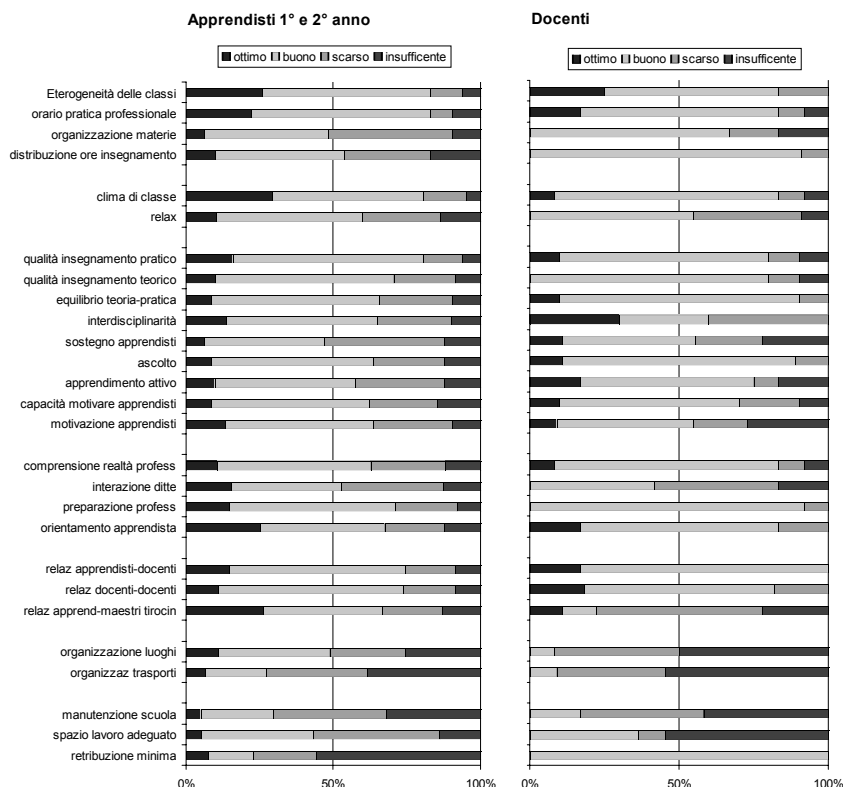 Apprendisti 1° e 2° anno
Docenti
ottimo buono scarso insufficente
ottimo buono scarso insufficente
Eterogeneità delle classi
orario pratica professionale
organizzazione materie
distribuzione ore insegnamento
clima di classe
relax
qualità insegnamento pratico
qualità insegnamento teorico
equilibrio teoria-pratica
interdisciplinarità
sostegno apprendisti
ascolto
apprendimento attivo
capacità motivare apprendisti
motivazione apprendisti
comprensione realtà profess
interazione ditte
preparazione profess
orientamento apprendista
relaz apprendisti-docenti
relaz docenti-docenti
relaz apprend-maestri tirocin
organizzazione luoghi
organizzaz trasporti
manutenzione scuola
spazio lavoro adeguato
retribuzione minima
0% 50% 100%
0% 50% 100%